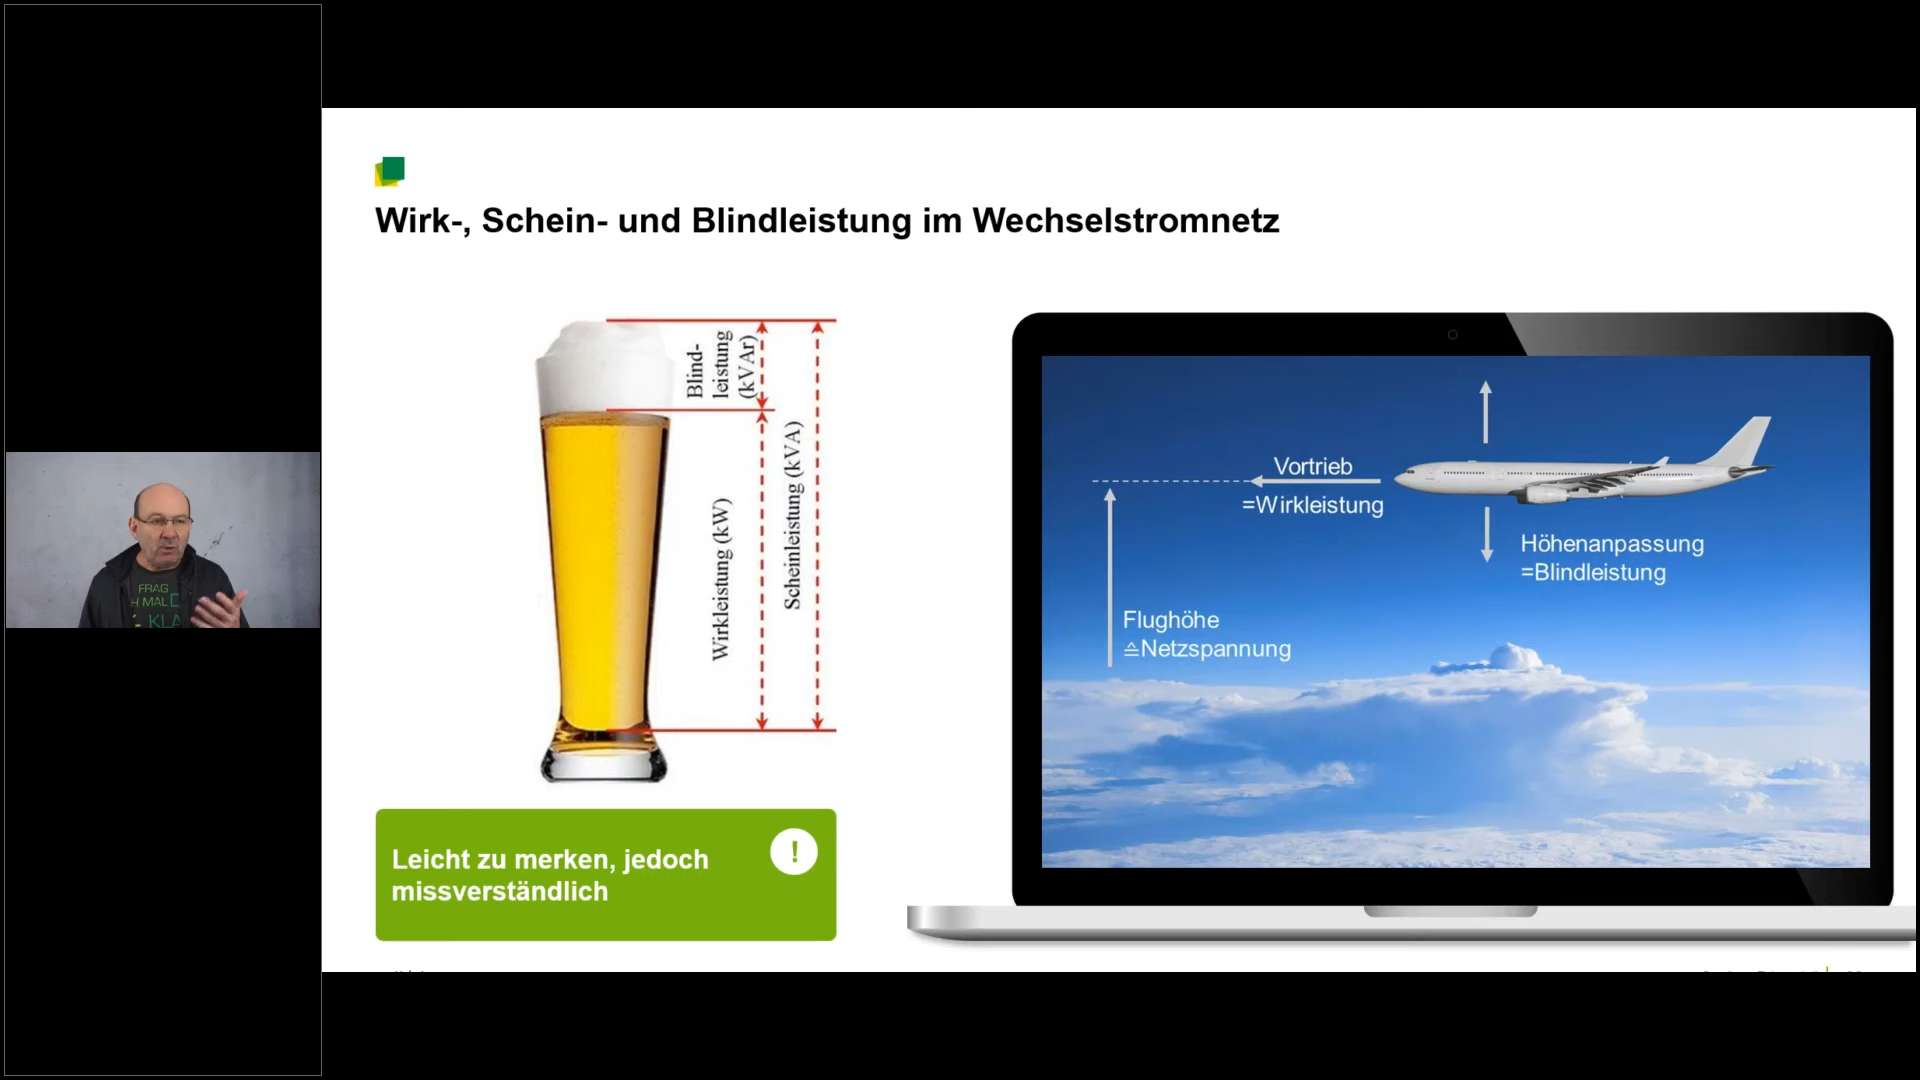 Wirk-, Schein- und Blindleistung im Wechselstromnetz
Blind-
leistung
(kVAr)
Wirkleistung (kW)
Scheinleistung (kVA)
Leicht zu merken, jedoch
missverständlich
!
Vortrieb
=Wirkleistung
Höhenanpassung
=Blindleistung
Flughöhe
≙Netzspannung
FRAG
H MAL D
KLA